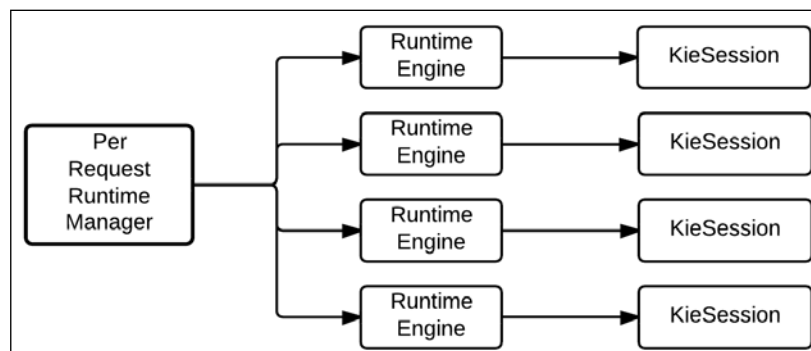 Per
Request
Runtime
Manager
Runtime
Engine
KieSession
Runtime
Engine
KieSession
Runtime
Engine
KieSession
Runtime
Engine
KieSession